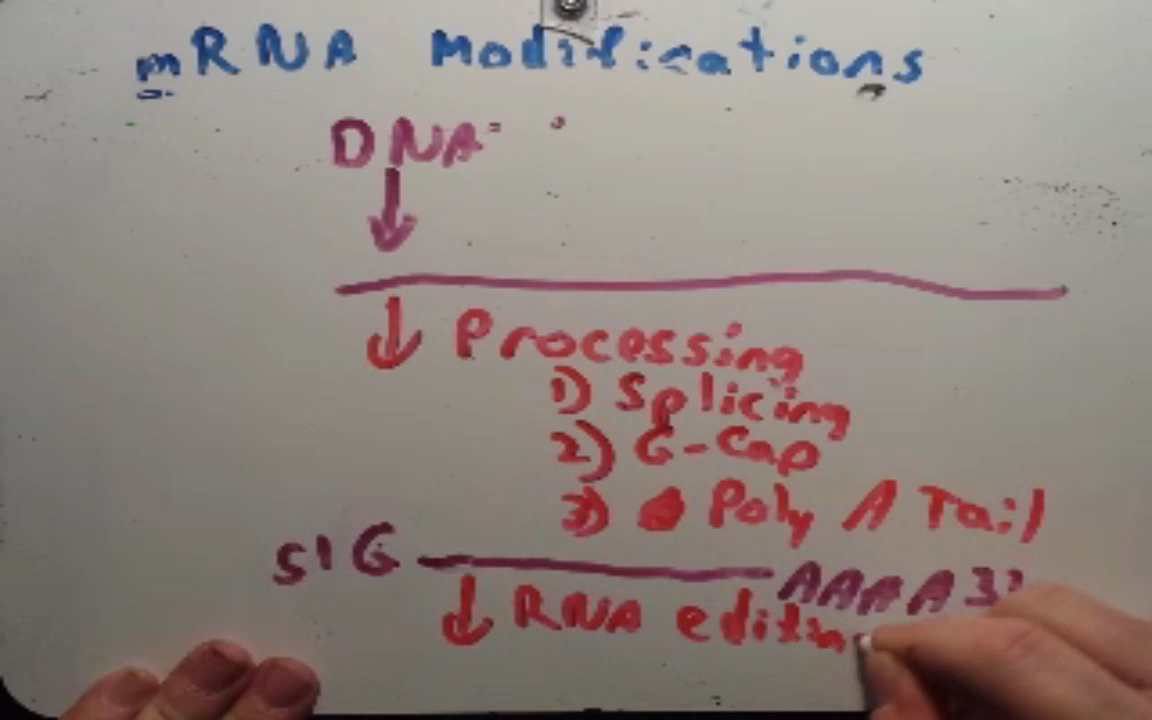 mRNA Modifications
DNA
Processing
1) Splicing
2) G-Cap
3) Poly A Tail
5' G AAAA 3'
RNA editin